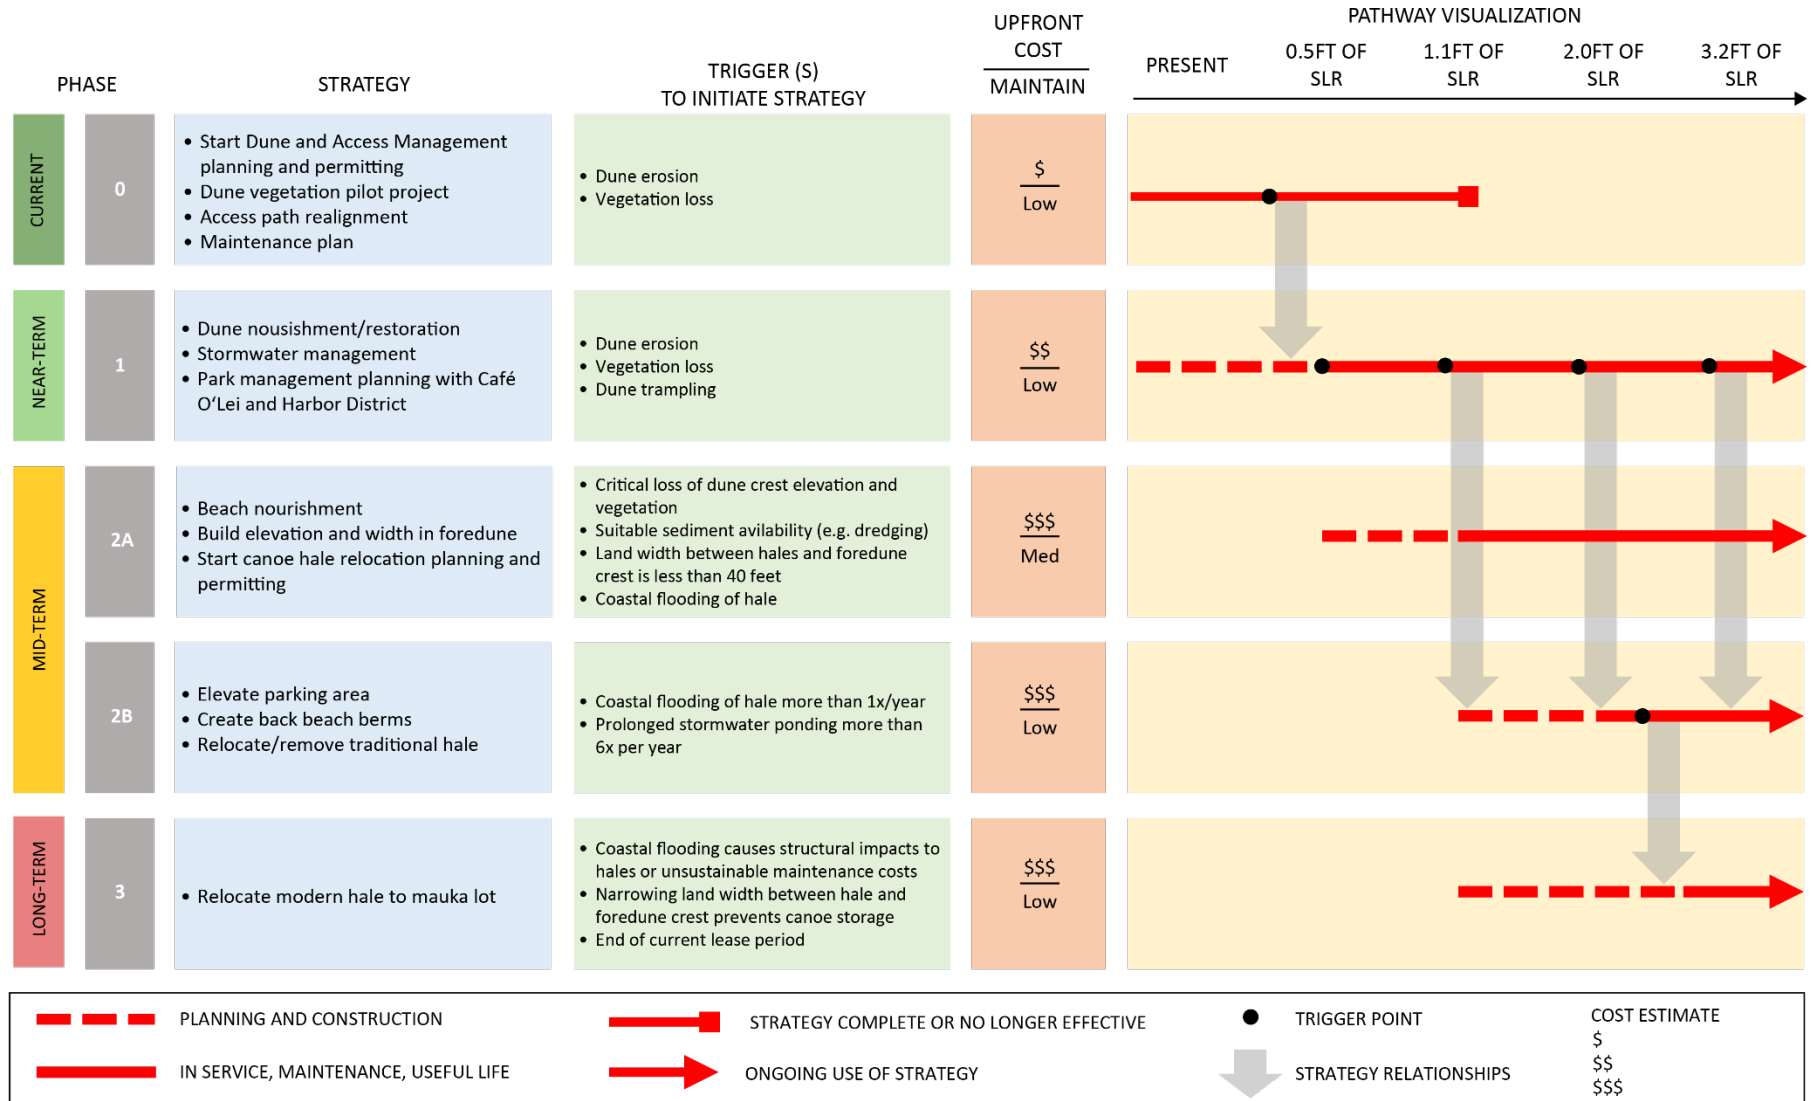 PATHWAY VISUALIZATION
UPFRONT
COST
MAINTAIN
PRESENT
0.5FT OF
SLR
1.1FT OF
SLR
2.0FT OF
SLR
3.2FT OF
SLR
PHASE
STRATEGY
TRIGGER (S)
TO INITIATE STRATEGY
CURRENT
0
• Start Dune and Access Management
planning and permitting
• Dune vegetation pilot project
• Access path realignment
• Maintenance plan
• Dune erosion
• Vegetation loss
$
Low
NEAR-TERM
1
• Dune nousishment/restoration
• Stormwater management
• Park management planning with Café
O‘Lei and Harbor District
• Dune erosion
• Vegetation loss
• Dune trampling
$$
Low
MID-TERM
2A
• Beach nourishment
• Build elevation and width in foredune
• Start canoe hale relocation planning and
permitting
• Critical loss of dune crest elevation and
vegetation
• Suitable sediment avilability (e.g. dredging)
• Land width between hales and foredune
crest is less than 40 feet
• Coastal flooding of hale
$$$
Med
2B
• Elevate parking area
• Create back beach berms
• Relocate/remove traditional hale
• Coastal flooding of hale more than 1x/year
• Prolonged stormwater ponding more than
6x per year
$$$
Low
LONG-TERM
3
• Relocate modern hale to mauka lot
• Coastal flooding causes structural impacts to
hales or unsustainable maintenance costs
• Narrowing land width between hale and
foredune crest prevents canoe storage
• End of current lease period
$$$
Low
PLANNING AND CONSTRUCTION
IN SERVICE, MAINTENANCE, USEFUL LIFE
STRATEGY COMPLETE OR NO LONGER EFFECTIVE
ONGOING USE OF STRATEGY
TRIGGER POINT
STRATEGY RELATIONSHIPS
COST ESTIMATE
$
$$
$$$